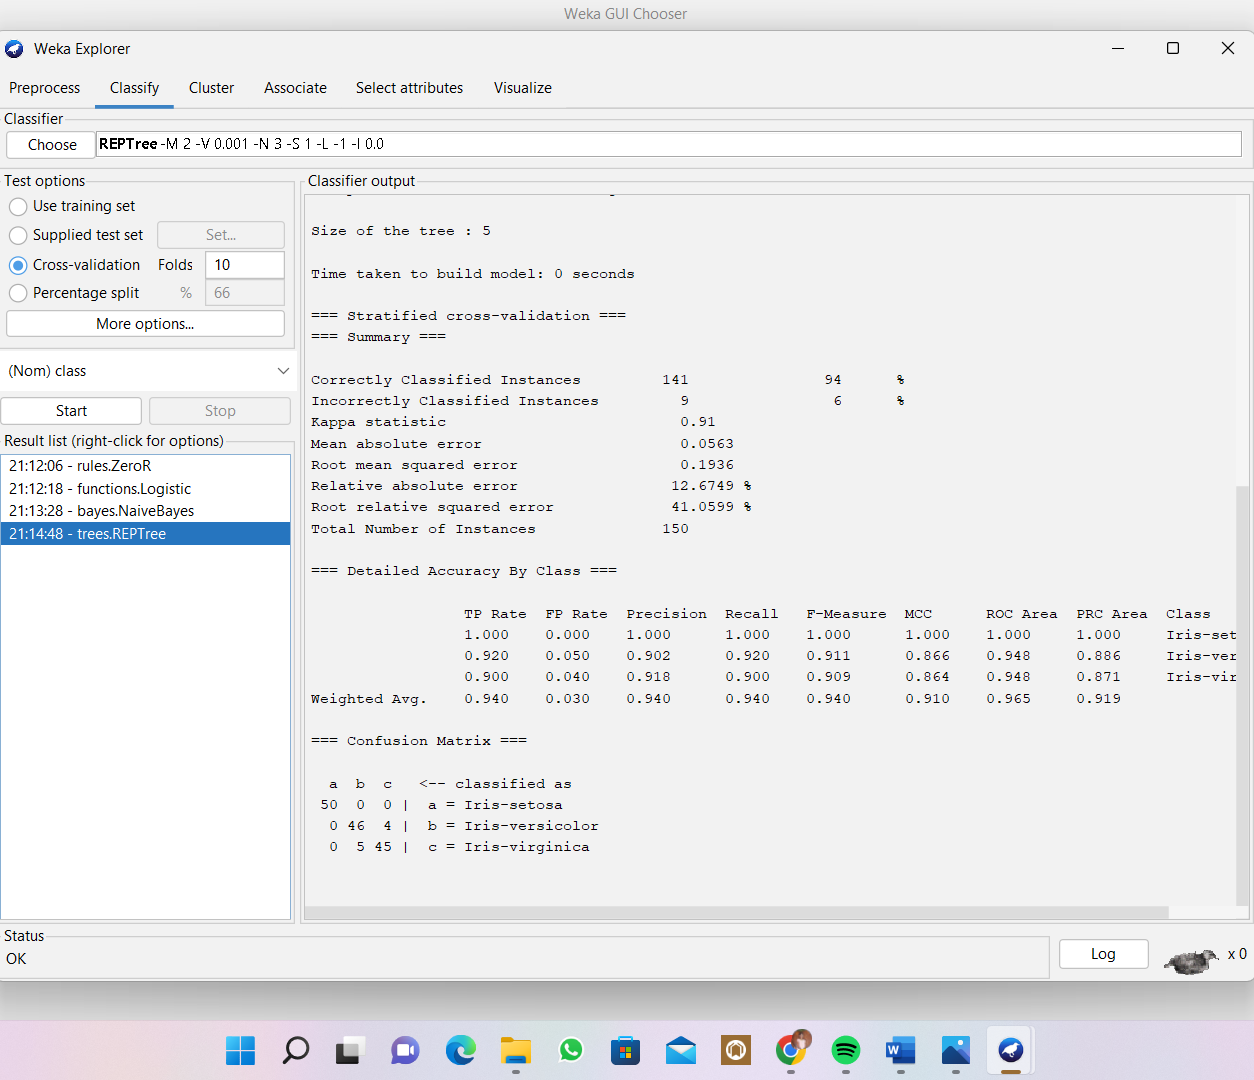 Weka GUI Chooser
Weka Explorer
Preprocess Classify Cluster Associate Select attributes Visualize
Classifier
Choose REPTree -M 2 -V 0.001 -N 3 -S 1 -L -1 -I 0.0
Test options
Use training set
Supplied test set Set...
Cross-validation Folds 10
Percentage split % 66
More options...
(Nom) class
Start Stop
Result list (right-click for options)
21:12:06 - rules.ZeroR
21:12:18 - functions.Logistic
21:13:28 - bayes.NaiveBayes
21:14:48 - trees.REPTree
Classifier output
Size of the tree : 5
Time taken to build model: 0 seconds
=== Stratified cross-validation ===
=== Summary ===
Correctly Classified Instances 141 94 %
Incorrectly Classified Instances 9 6 %
Kappa statistic 0.91
Mean absolute error 0.0563
Root mean squared error 0.1936
Relative absolute error 12.6749 %
Root relative squared error 41.0599 %
Total Number of Instances 150
=== Detailed Accuracy By Class ===
TP Rate FP Rate Precision Recall F-Measure MCC ROC Area PRC Area Class
1.000 0.000 1.000 1.000 1.000 1.000 1.000 1.000 Iris-set
0.920 0.050 0.902 0.920 0.911 0.866 0.948 0.886 Iris-ver
0.900 0.040 0.918 0.900 0.909 0.864 0.948 0.871 Iris-vir
Weighted Avg. 0.940 0.030 0.940 0.940 0.940 0.910 0.965 0.919
=== Confusion Matrix ===
a b c <-- classified as
50 0 0 | a = Iris-setosa
0 46 4 | b = Iris-versicolor
0 5 45 | c = Iris-virginica
Status
OK
Log
x 0
W